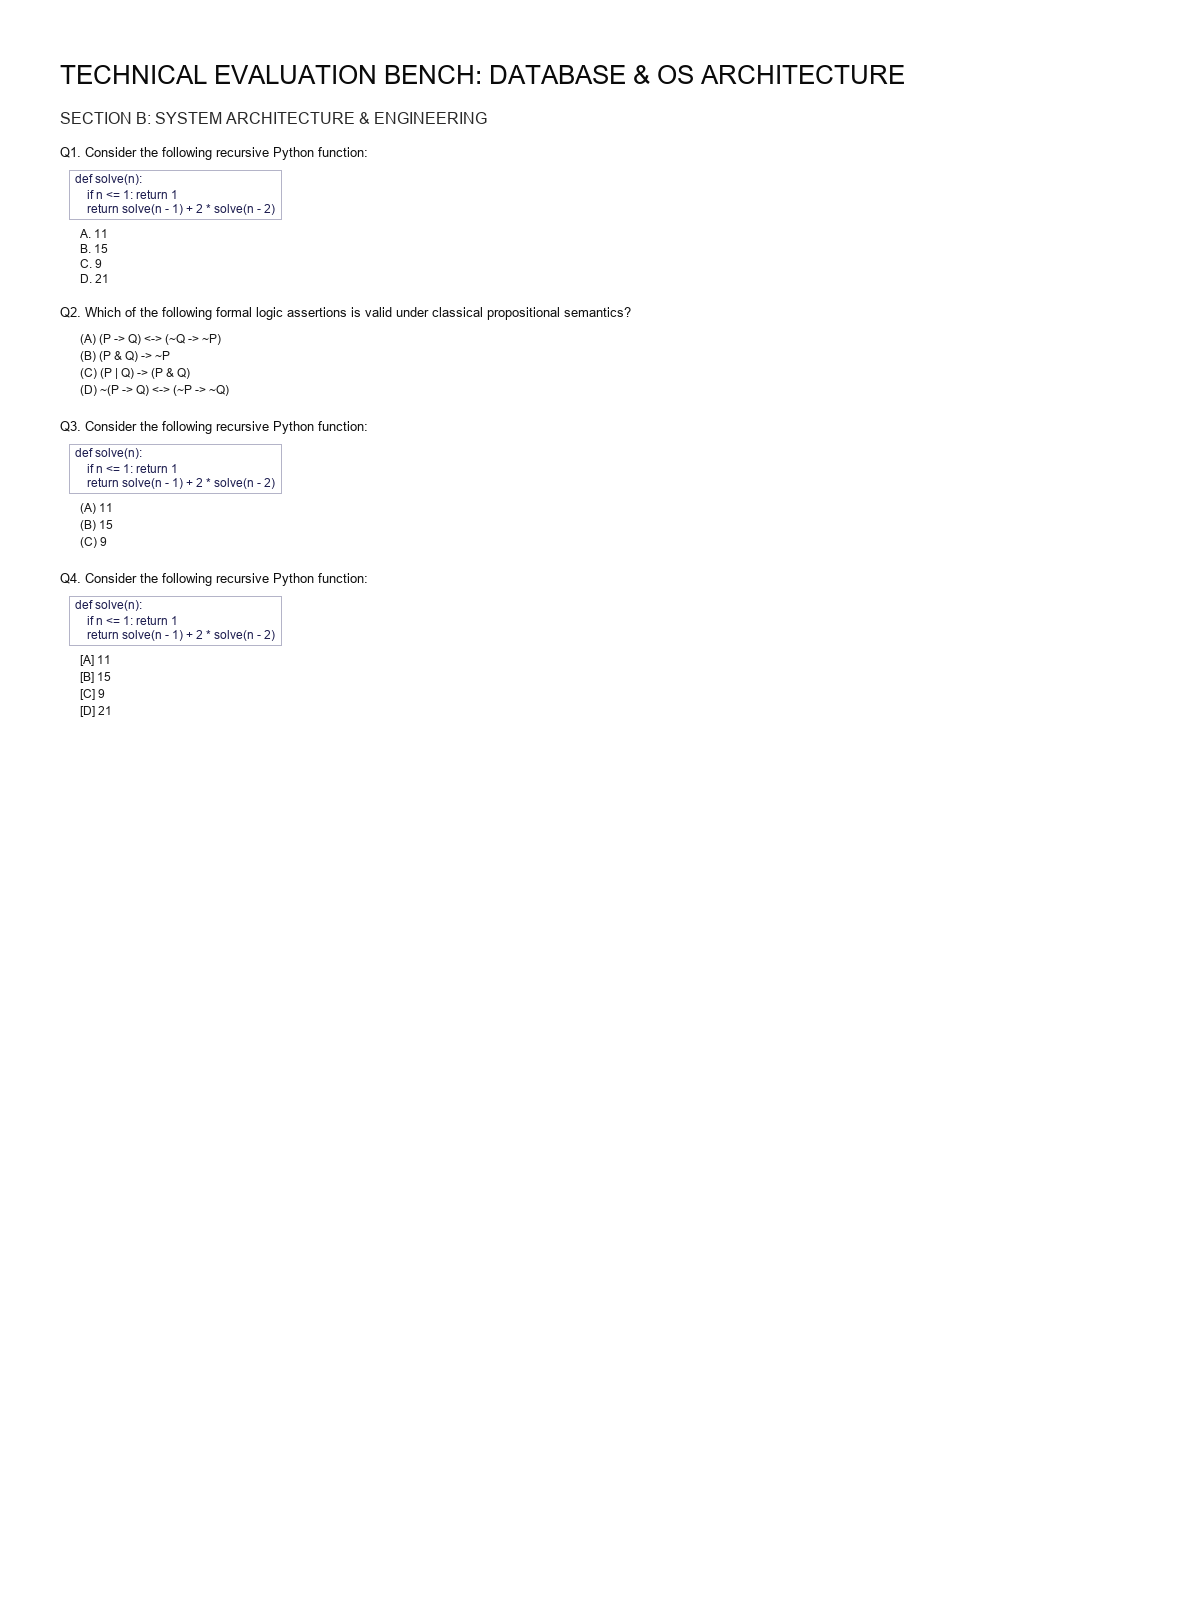 TECHNICAL EVALUATION BENCH: DATABASE & OS ARCHITECTURE
SECTION B: SYSTEM ARCHITECTURE & ENGINEERING
Q1. Consider the following recursive Python function:
def solve(n):
    if n <= 1: return 1
    return solve(n - 1) + 2 * solve(n - 2)
A. 11
B. 15
C. 9
D. 21
Q2. Which of the following formal logic assertions is valid under classical propositional semantics?
(A) (P -> Q) <-> (~Q -> ~P)
(B) (P & Q) -> ~P
(C) (P | Q) -> (P & Q)
(D) ~(P -> Q) <-> (~P -> ~Q)
Q3. Consider the following recursive Python function:
def solve(n):
    if n <= 1: return 1
    return solve(n - 1) + 2 * solve(n - 2)
(A) 11
(B) 15
(C) 9
Q4. Consider the following recursive Python function:
def solve(n):
    if n <= 1: return 1
    return solve(n - 1) + 2 * solve(n - 2)
[A] 11
[B] 15
[C] 9
[D] 21